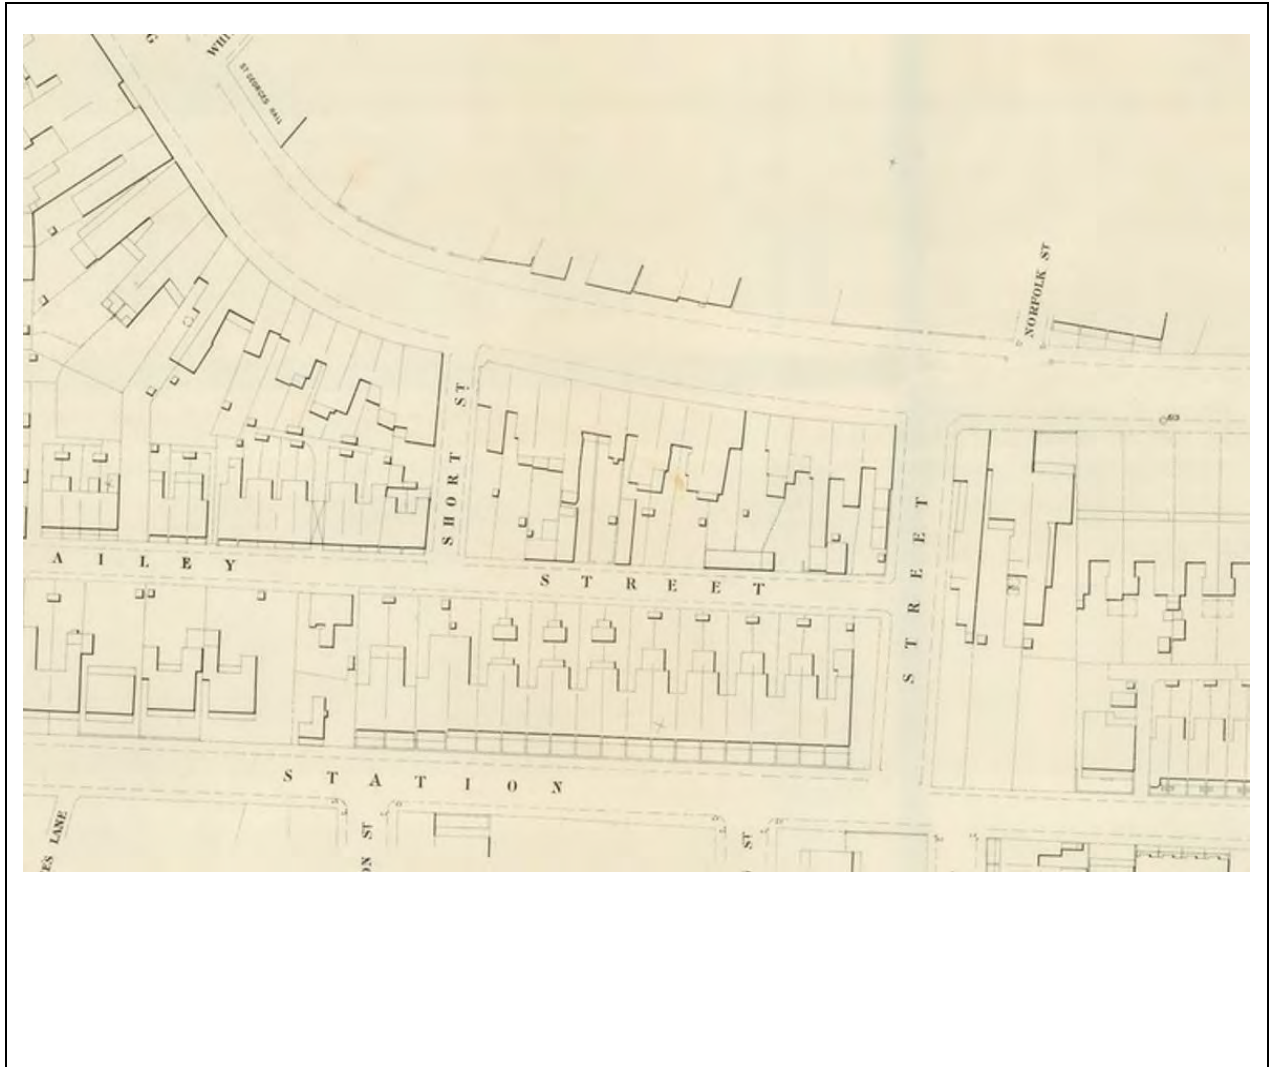 ST GEORGES HALL
NORFOLK ST
SHORT ST
AILEY STREET
STREET
STATION
LANE
ST
ST